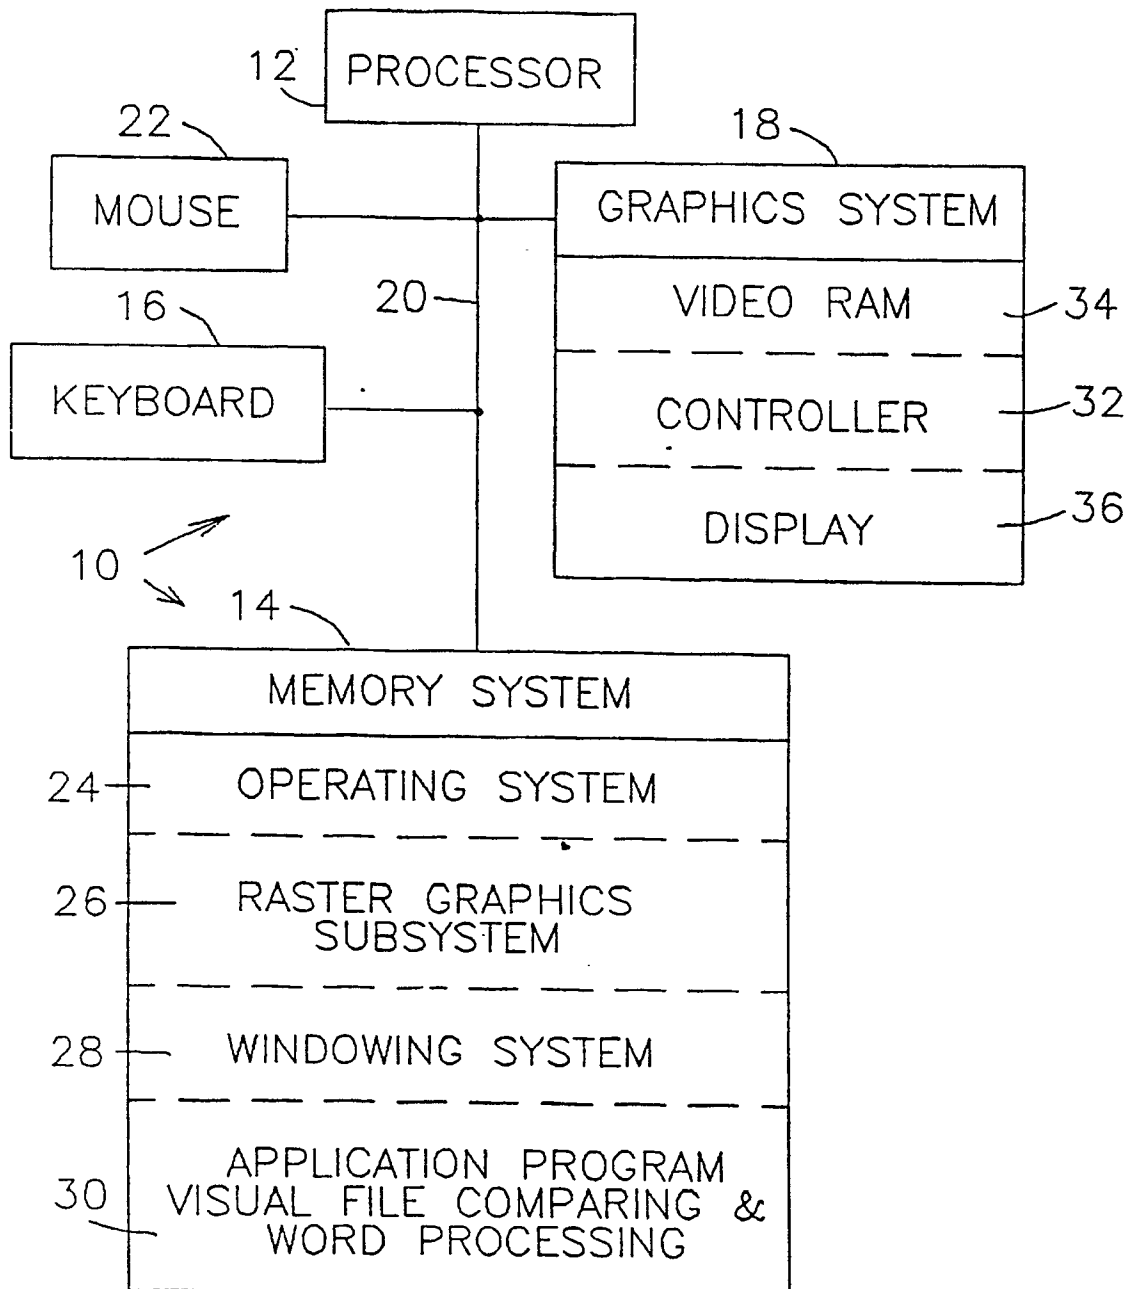 PROCESSOR
12
22
MOUSE
18
GRAPHICS SYSTEM
VIDEO RAM
34
20
16
KEYBOARD
CONTROLLER
32
DISPLAY
36
10
14
MEMORY SYSTEM
24
OPERATING SYSTEM
26
RASTER GRAPHICS
SUBSYSTEM
28
WINDOWING SYSTEM
30
APPLICATION PROGRAM
VISUAL FILE COMPARING &
WORD PROCESSING